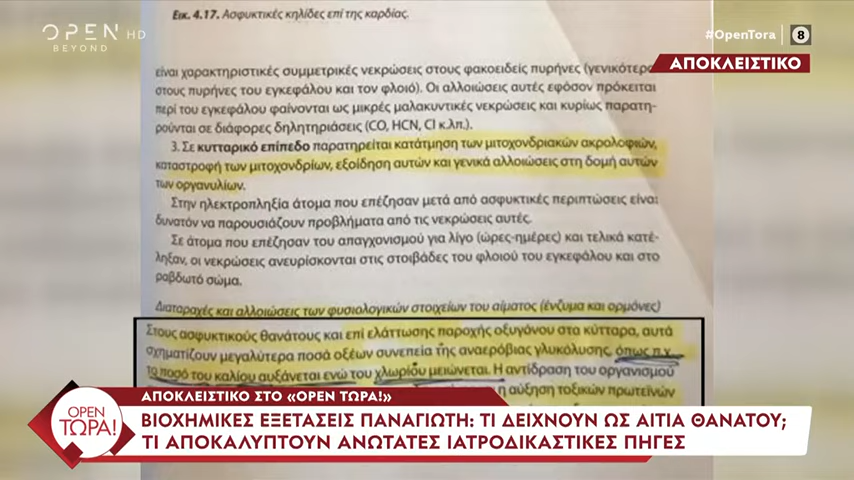 Εικ. 4.17. Ασφυκτικές κηλίδες επί της καρδίας.
OPEN HD
BEYOND
#OpenTora
8
ΑΠΟΚΛΕΙΣΤΙΚΟ
είναι χαρακτηριστικές συμμετρικές νεκρώσεις στους φακοειδείς πυρήνες (γενικότερα
στους πυρήνες του εγκεφάλου και τον φλοιό). Οι αλλοιώσεις αυτές εφόσον πρόκειται
περί του εγκεφάλου φαίνονται ως μικρές μαλακυντικές νεκρώσεις και κυρίως παρατη-
ρούνται σε διάφορες δηλητηριάσεις (CO, HCN, Cl κ.λπ.).
3. Σε κυτταρικό επίπεδο παρατηρείται κατάτμηση των μιτοχονδριακών ακρολοφιών,
καταστροφή των μιτοχονδρίων, εξοίδηση αυτών και γενικά αλλοιώσεις στη δομή αυτών
των οργανυλίων.
Στην ηλεκτροπληξία άτομα που επέζησαν μετά από ασφυκτικές περιπτώσεις είναι
δυνατόν να παρουσιάζουν προβλήματα από τις νεκρώσεις αυτές.
Σε άτομα που επέζησαν του απαγχονισμού για λίγο (ώρες-ημέρες) και τελικά κατέ-
ληξαν, οι νεκρώσεις ανευρίσκονται στις στοιβάδες του φλοιού του εγκεφάλου και στο
ραβδωτό σώμα.
Διαταραχές και αλλοιώσεις των φυσιολογικών στοιχείων του αίματος (ένζυμα και ορμόνες)
Στους ασφυκτικούς θανάτους και επί ελάττωσης παροχής οξυγόνου στα κύτταρα, αυτά
σχηματίζουν μεγαλύτερα ποσά οξέων συνεπεία της αναερόβιας γλυκόλυσης, όπως π.χ.
το ποσό του καλίου αυξάνεται ενώ του χλωρίου μειώνεται. Η αντίδραση του οργανισμού
η αύξηση τοξικών πρωτεϊνών
ΑΠΟΚΛΕΙΣΤΙΚΟ ΣΤΟ «OPEN ΤΩΡΑ!»
OPEN
ΤΩΡΑ!
ΒΙΟΧΗΜΙΚΕΣ ΕΞΕΤΑΣΕΙΣ ΠΑΝΑΓΙΩΤΗ: ΤΙ ΔΕΙΧΝΟΥΝ ΩΣ ΑΙΤΙΑ ΘΑΝΑΤΟΥ;
ΤΙ ΑΠΟΚΑΛΥΠΤΟΥΝ ΑΝΩΤΑΤΕΣ ΙΑΤΡΟΔΙΚΑΣΤΙΚΕΣ ΠΗΓΕΣ